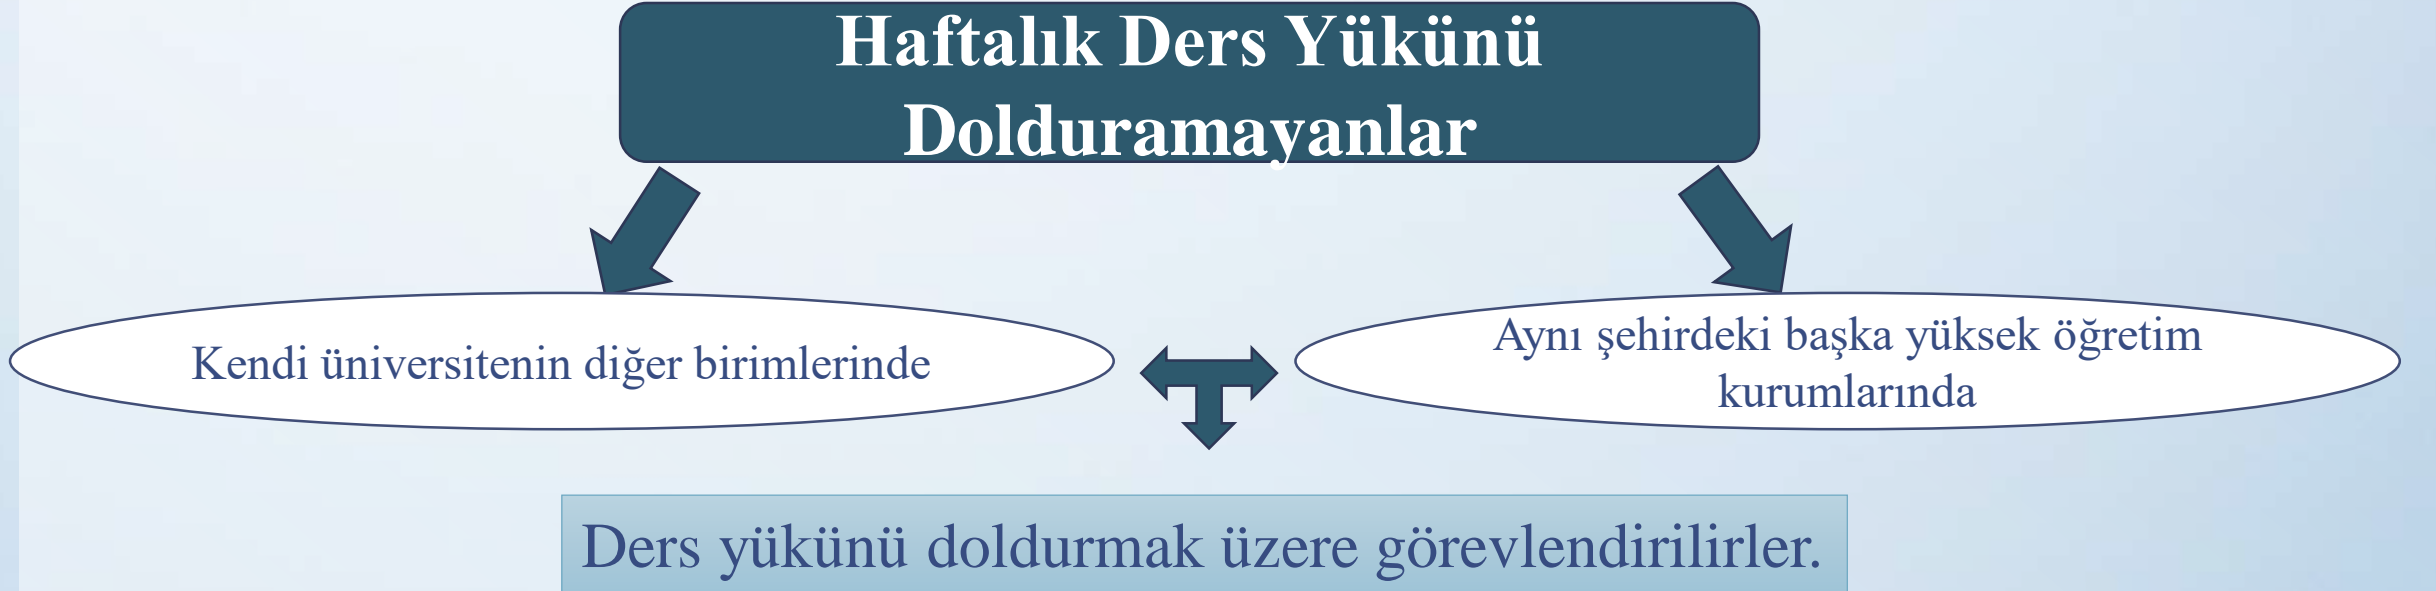 Haftalık Ders Yükünü
Dolduramayanlar
Kendi üniversitenin diğer birimlerinde
Aynı şehirdeki başka yüksek öğretim
kurumlarında
Ders yükünü doldurmak üzere görevlendirilirler.